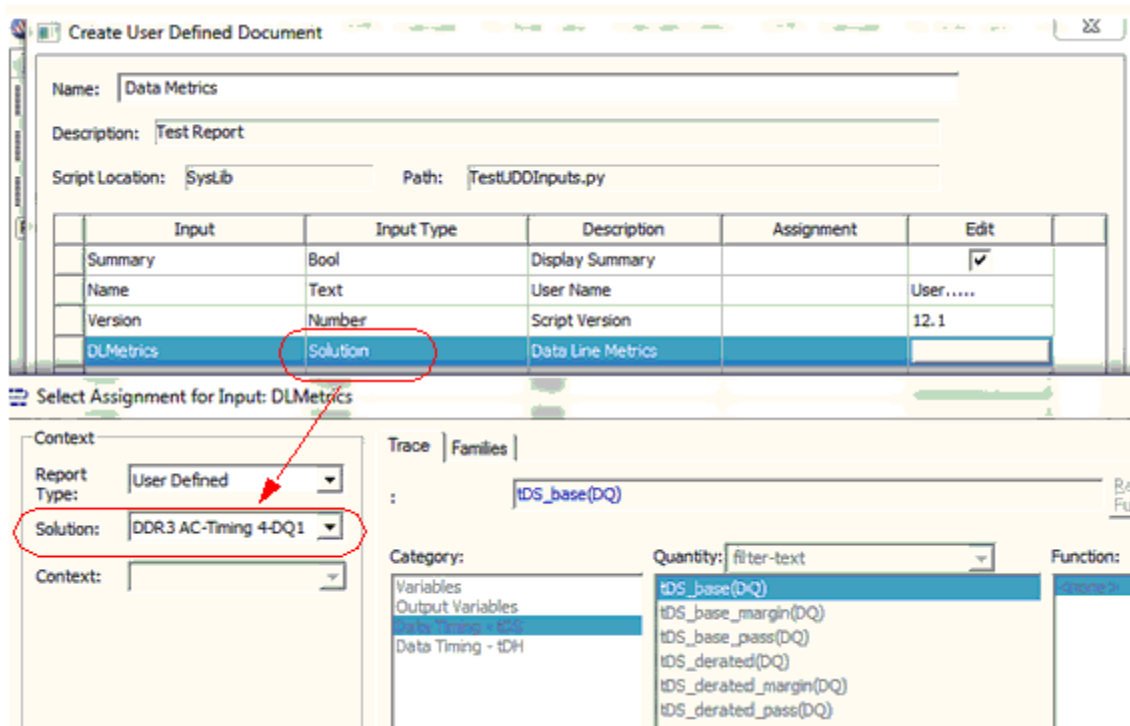 Create User Defined Document
Name: Data Metrics
Description: Test Report
Script Location: SysLib Path: TestUDDInputs.py
Input Input Type Description Assignment Edit
Summary Bool Display Summary
Name Text User Name User.....
Version Number Script Version 12.1
DLMetrics Solution Data Line Metrics
Select Assignment for Input: DLMetrics
Context
Trace Families
Report Type: User Defined
: tDS_base(DQ)
Solution: DDR3 AC-Timing 4-DQ1
Category: Quantity: filter-text Function:
Context:
Variables tDS_base(DQ) <none>
Output Variables tDS_base_margin(DQ)
Data Timing - tDS tDS_base_pass(DQ)
Data Timing - tDH tDS_derated(DQ)
tDS_derated_margin(DQ)
tDS_derated_pass(DQ)